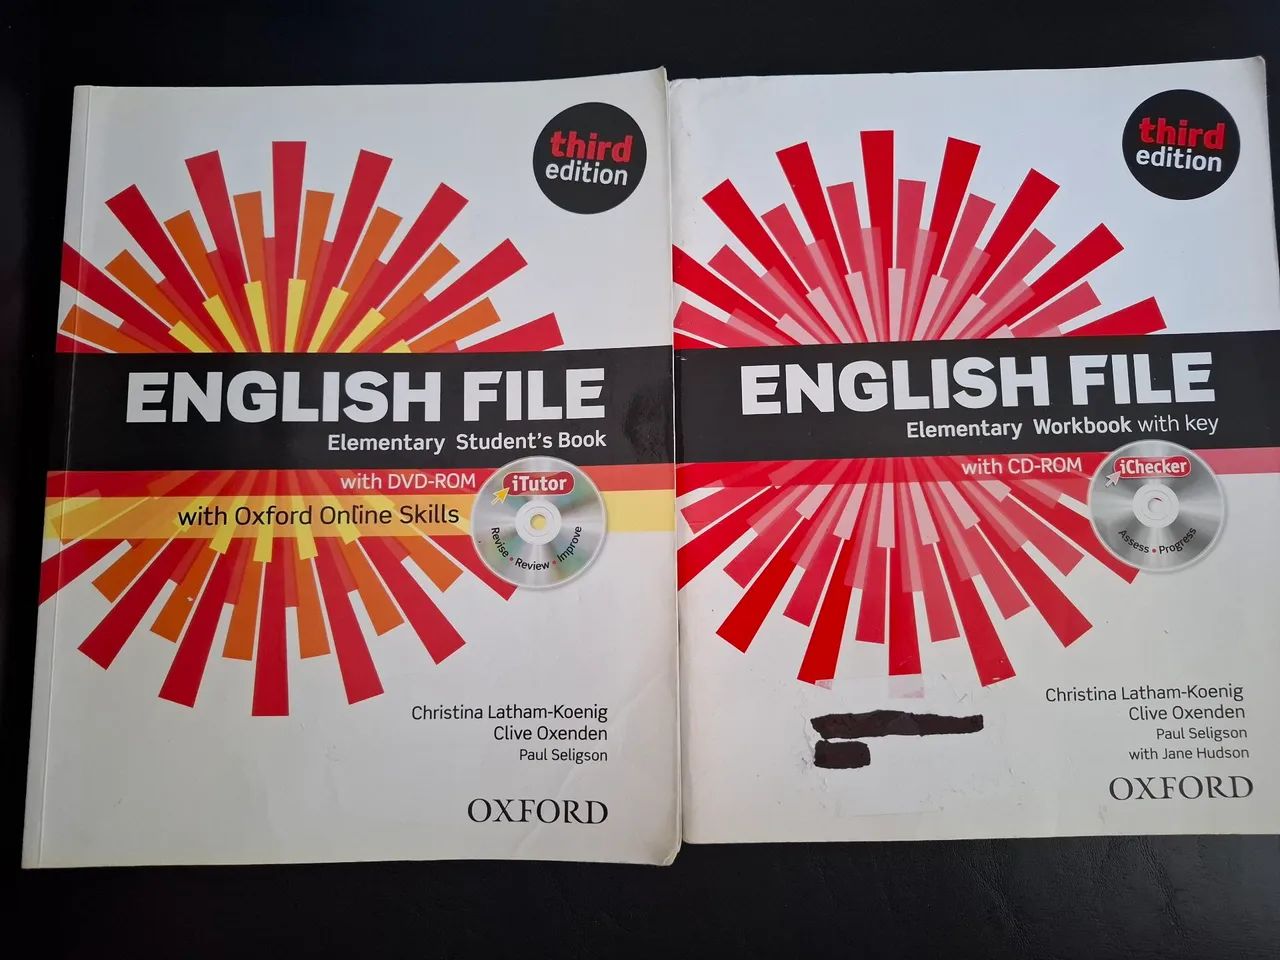 third
edition
ENGLISH FILE
Elementary Student's Book
with DVD-ROM
iTutor
with Oxford Online Skills
Revise • Review • Improve
Christina Latham-Koenig
Clive Oxenden
Paul Seligson
OXFORD
third
edition
ENGLISH FILE
Elementary Workbook with key
with CD-ROM
iChecker
Assess • Progress
Christina Latham-Koenig
Clive Oxenden
Paul Seligson
with Jane Hudson
OXFORD